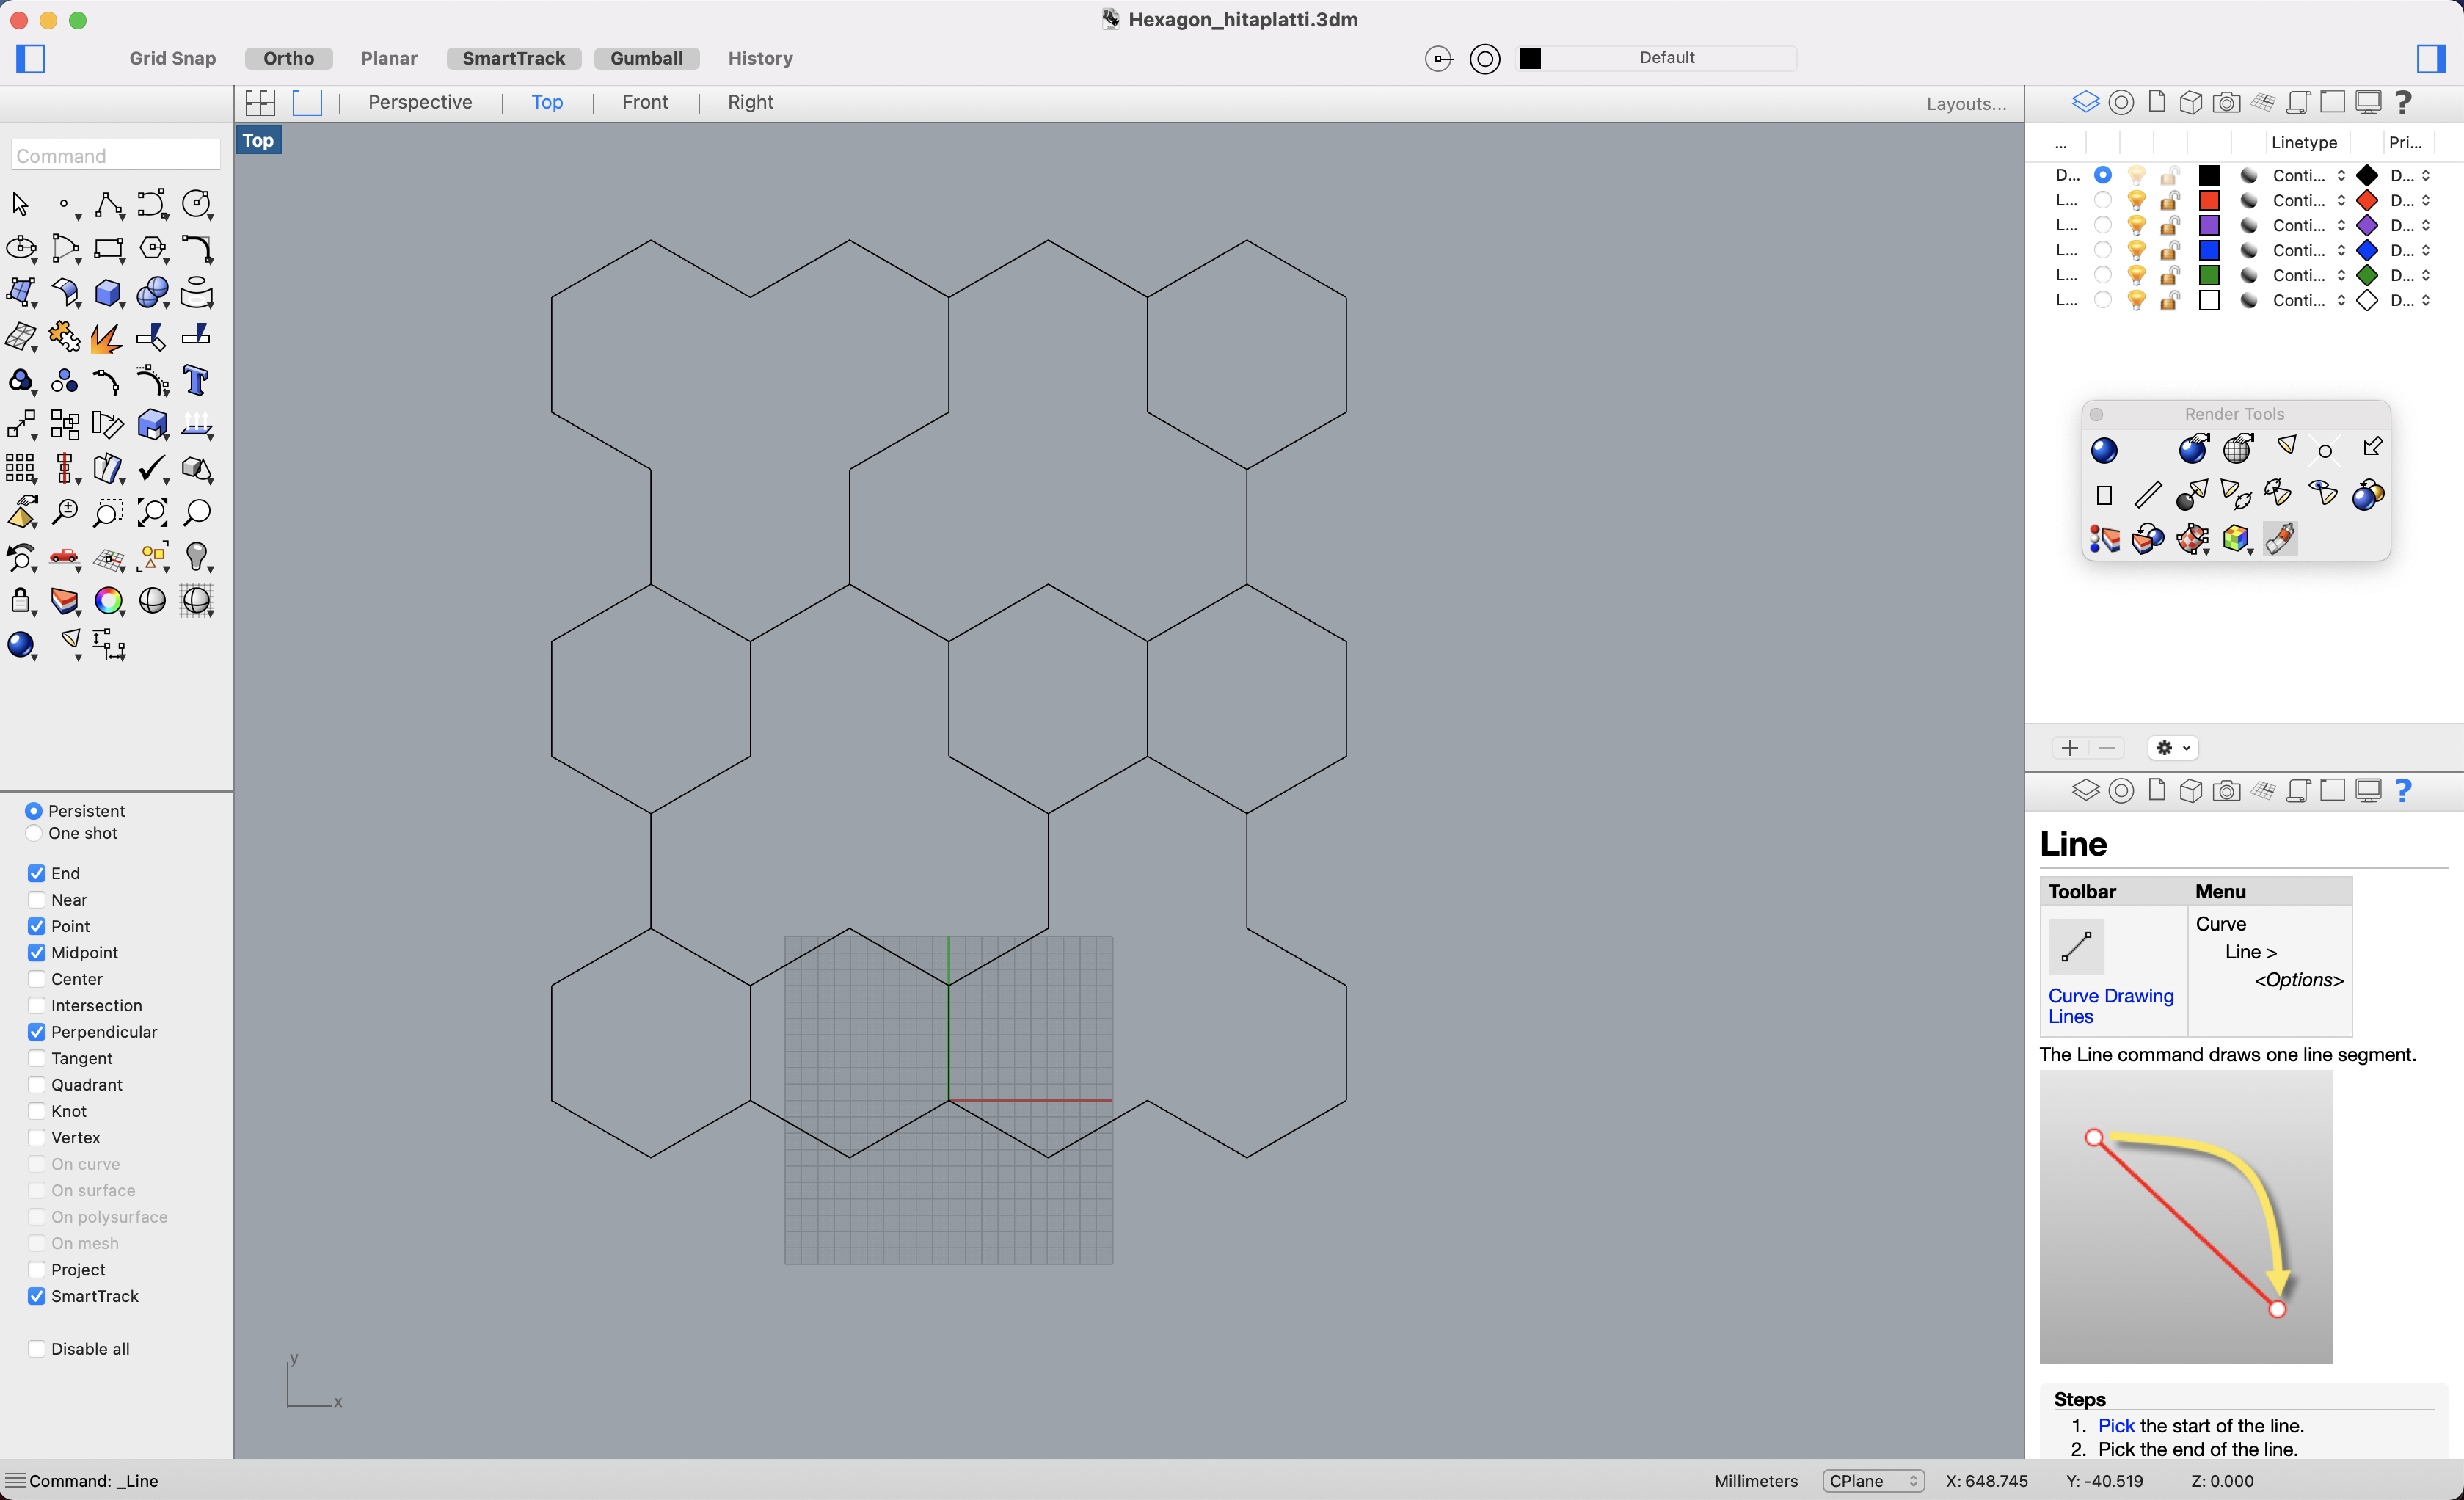 Hexagon_hitaplatti.3dm
Grid Snap Ortho Planar SmartTrack Gumball History Default
Perspective Top Front Right Layouts...
Top
Command
... Linetype Pri...
D... Conti... D...
L... Conti... D...
L... Conti... D...
L... Conti... D...
L... Conti... D...
L... Conti... D...
Render Tools
Persistent
One shot
End
Near
Point
Midpoint
Center
Intersection
Perpendicular
Tangent
Quadrant
Knot
Vertex
On curve
On surface
On polysurface
On mesh
Project
SmartTrack
Disable all
y
x
Line
Toolbar Menu
Curve
Line >
<Options>
Curve Drawing
Lines
The Line command draws one line segment.
Steps
1. Pick the start of the line.
2. Pick the end of the line.
Command: _Line
Millimeters CPlane X: 648.745 Y: -40.519 Z: 0.000